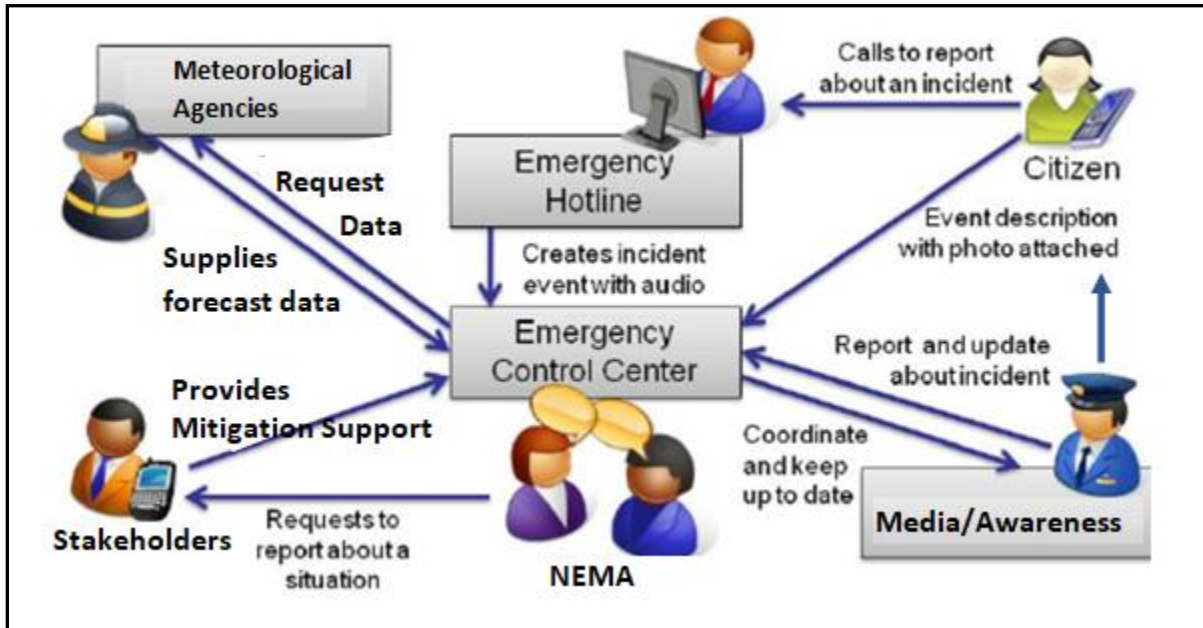 Meteorological
Agencies
Request
Data
Supplies
forecast data
Emergency
Hotline
Creates incident
event with audio
Calls to report
about an incident
Citizen
Event description
with photo attached
Emergency
Control Center
Report and update
about incident
Coordinate
and keep
up to date
Media/Awareness
Provides
Mitigation Support
Stakeholders
Requests to
report about a
situation
NEMA